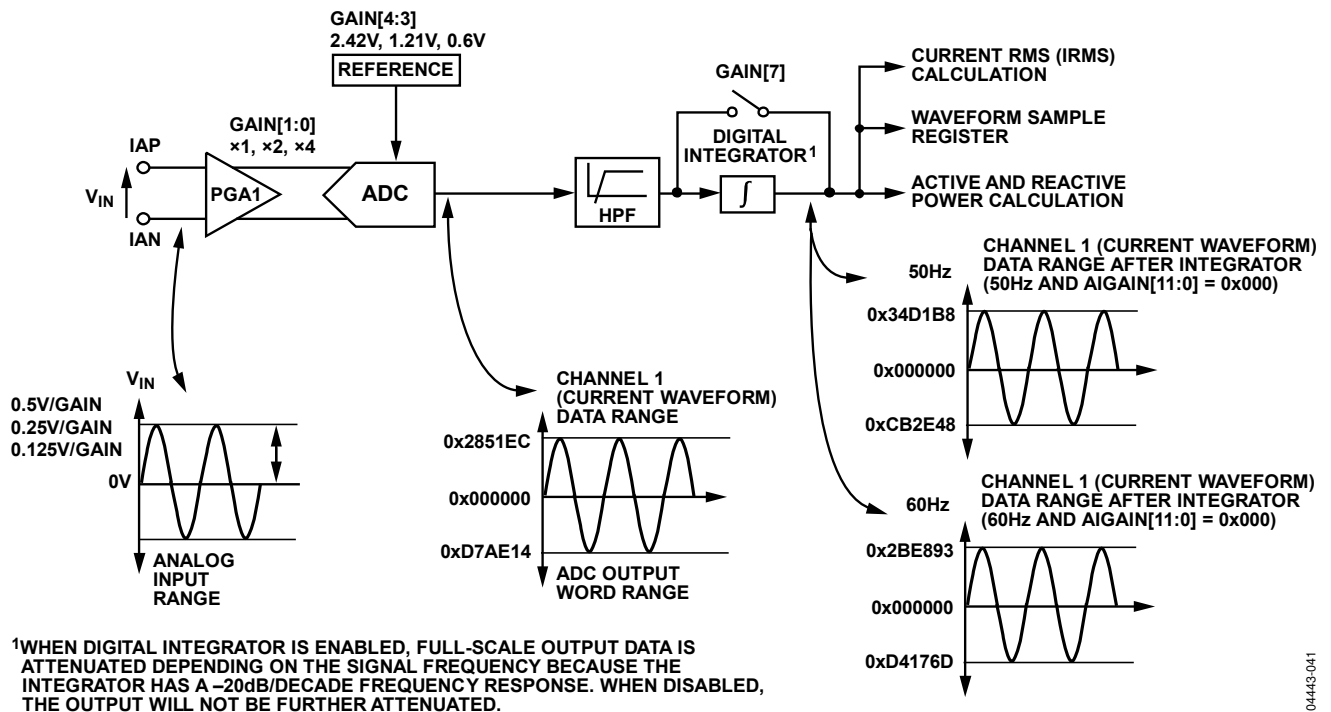 GAIN[4:3]
2.42V, 1.21V, 0.6V
REFERENCE
GAIN[1:0]
×1, ×2, ×4
IAP
V_IN
IAN
PGA1
ADC
HPF
GAIN[7]
DIGITAL
INTEGRATOR¹
∫
CURRENT RMS (IRMS)
CALCULATION
WAVEFORM SAMPLE
REGISTER
ACTIVE AND REACTIVE
POWER CALCULATION
50Hz
CHANNEL 1 (CURRENT WAVEFORM)
DATA RANGE AFTER INTEGRATOR
(50Hz AND AIGAIN[11:0] = 0x000)
0x34D1B8
0x000000
0xCB2E48
V_IN
0.5V/GAIN
0.25V/GAIN
0.125V/GAIN
0V
ANALOG
INPUT
RANGE
CHANNEL 1
(CURRENT WAVEFORM)
DATA RANGE
0x2851EC
0x000000
0xD7AE14
ADC OUTPUT
WORD RANGE
60Hz
CHANNEL 1 (CURRENT WAVEFORM)
DATA RANGE AFTER INTEGRATOR
(60Hz AND AIGAIN[11:0] = 0x000)
0x2BE893
0x000000
0xD4176D
¹WHEN DIGITAL INTEGRATOR IS ENABLED, FULL-SCALE OUTPUT DATA IS
ATTENUATED DEPENDING ON THE SIGNAL FREQUENCY BECAUSE THE
INTEGRATOR HAS A –20dB/DECADE FREQUENCY RESPONSE. WHEN DISABLED,
THE OUTPUT WILL NOT BE FURTHER ATTENUATED.
04443-041